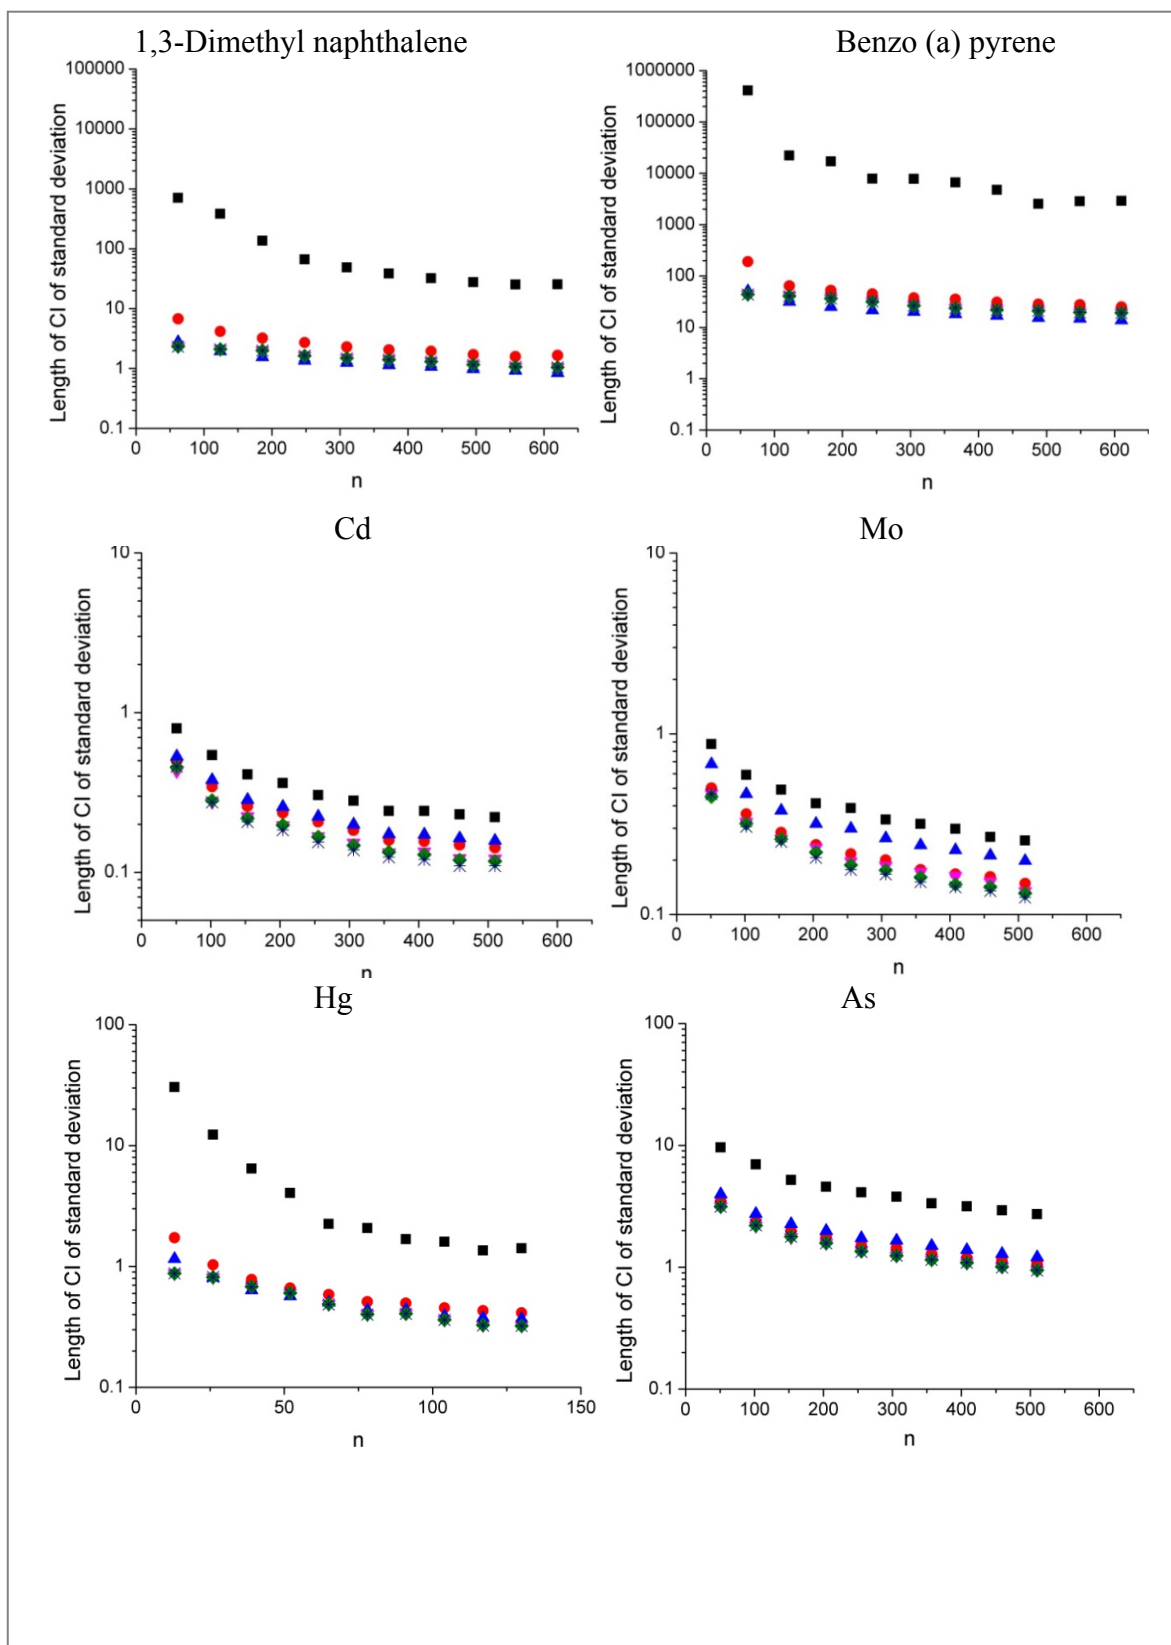 1,3-Dimethyl naphthalene
100000
10000
1000
100
10
1
0.1
0 100 200 300 400 500 600
Length of CI of standard deviation
n
Benzo (a) pyrene
1000000
100000
10000
1000
100
10
1
0.1
0 100 200 300 400 500 600
Length of CI of standard deviation
n
Cd
10
1
0.1
0 100 200 300 400 500 600
Length of CI of standard deviation
n
Mo
10
1
0.1
0 100 200 300 400 500 600
Length of CI of standard deviation
n
Hg
100
10
1
0.1
0 50 100 150
Length of CI of standard deviation
n
As
100
10
1
0.1
0 100 200 300 400 500 600
Length of CI of standard deviation
n